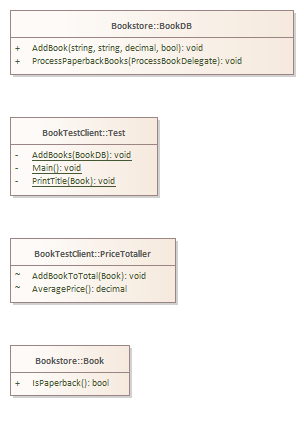 Bookstore::BookDB
+ AddBook(string, string, decimal, bool): void
+ ProcessPaperbackBooks(ProcessBookDelegate): void
BookTestClient::Test
- AddBooks(BookDB): void
- Main(): void
- PrintTitle(Book): void
BookTestClient::PriceTotaller
~ AddBookToTotal(Book): void
~ AveragePrice(): decimal
Bookstore::Book
+ IsPaperback(): bool